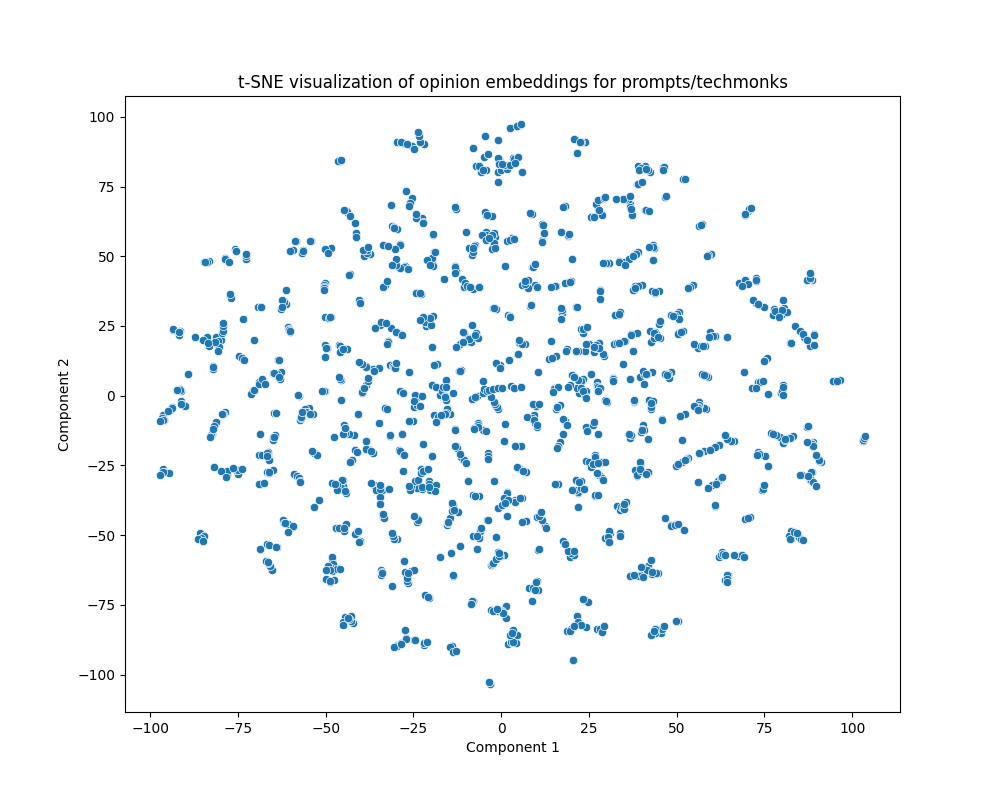 t-SNE visualization of opinion embeddings for prompts/techmonks
100
75
50
25
0
−25
−50
−75
−100
Component 2
−100 −75 −50 −25 0 25 50 75 100
Component 1